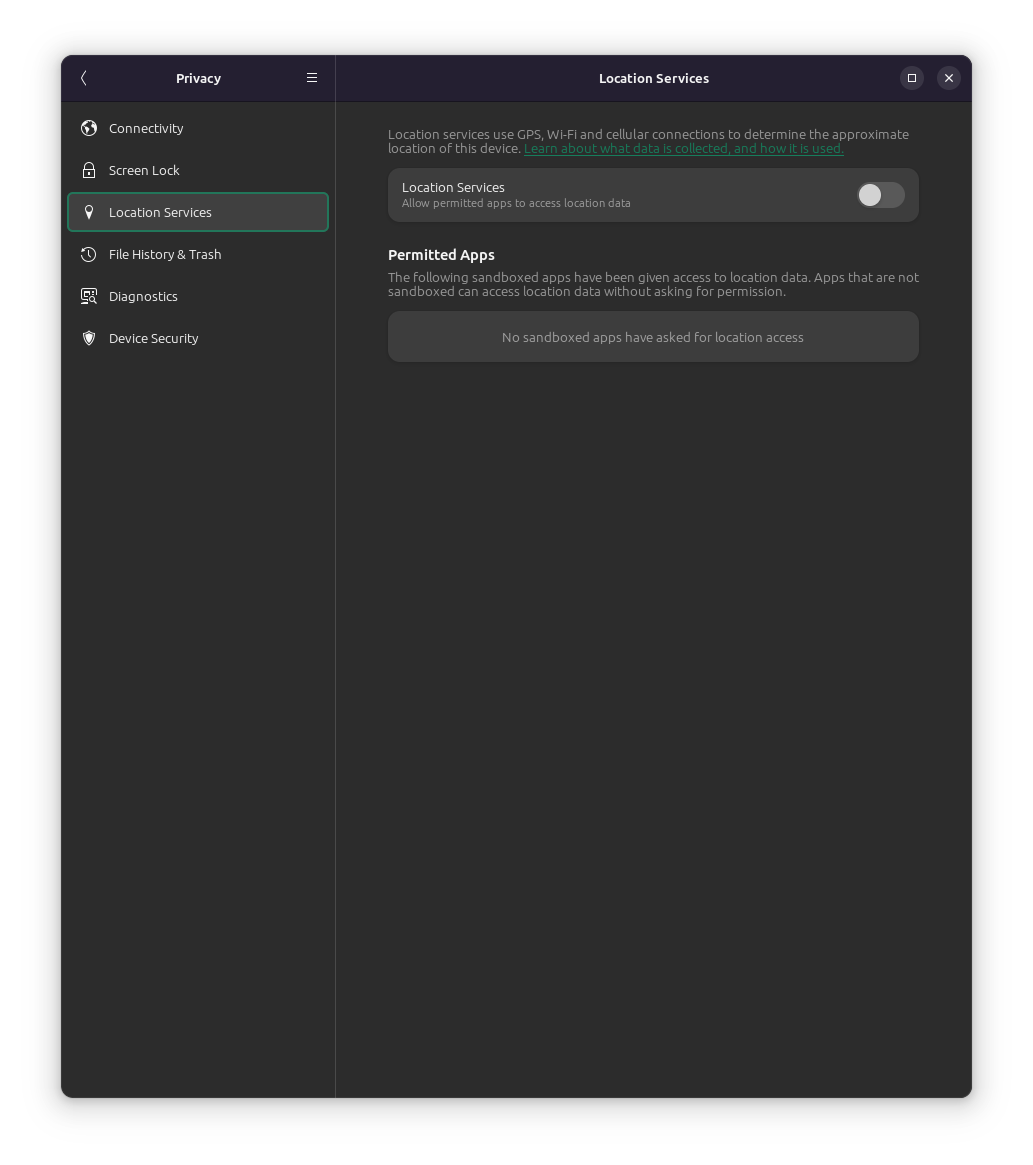 Privacy
Location Services
Connectivity
Screen Lock
Location Services
File History & Trash
Diagnostics
Device Security
Location services use GPS, Wi-Fi and cellular connections to determine the approximate
location of this device. Learn about what data is collected, and how it is used.
Location Services
Allow permitted apps to access location data
Permitted Apps
The following sandboxed apps have been given access to location data. Apps that are not
sandboxed can access location data without asking for permission.
No sandboxed apps have asked for location access